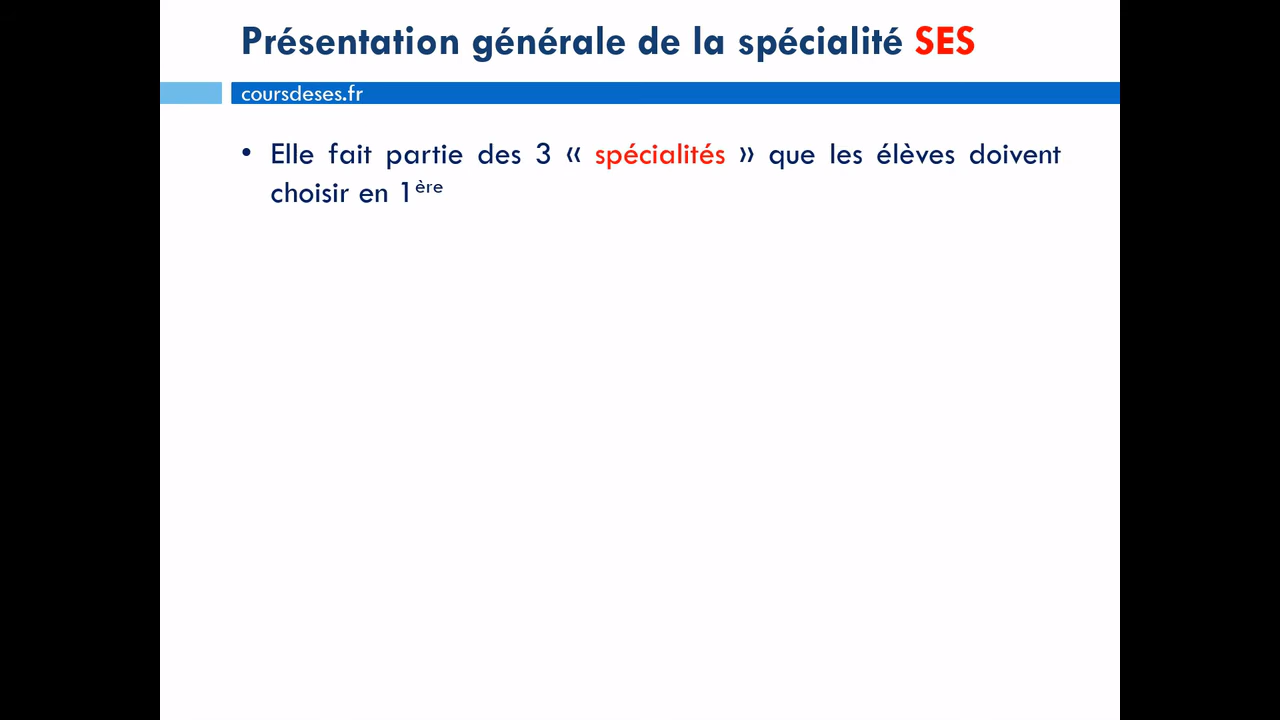 Présentation générale de la spécialité SES
coursdeses.fr
• Elle fait partie des 3 « spécialités » que les élèves doivent
choisir en 1ère